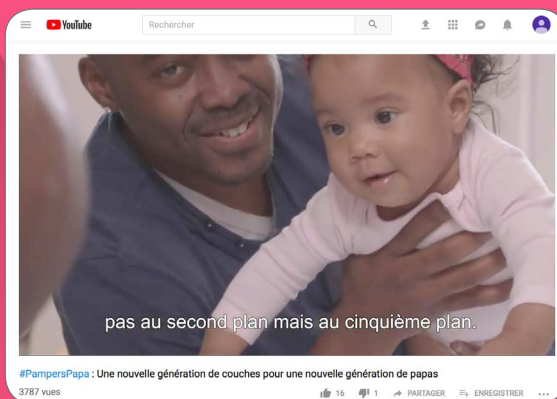 YouTube
Rechercher
pas au second plan mais au cinquième plan.
#PampersPapa : Une nouvelle génération de couches pour une nouvelle génération de papas
3787 vues
16
1
PARTAGER
ENREGISTRER